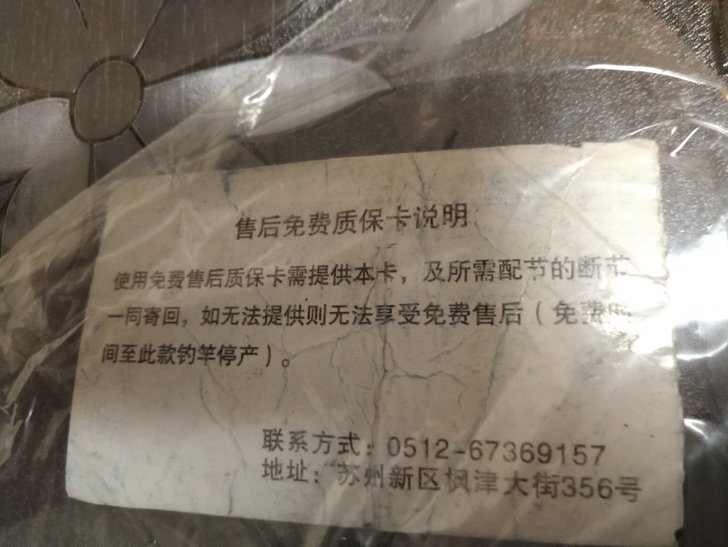 售后免费质保卡说明
使用免费售后质保卡需提供本卡，及所需配节的断节
一同寄回，如无法提供则无法享受免费售后（免费时
间至此款钓竿停产）。
联系方式：0512-67369157
地址：苏州新区枫津大街356号